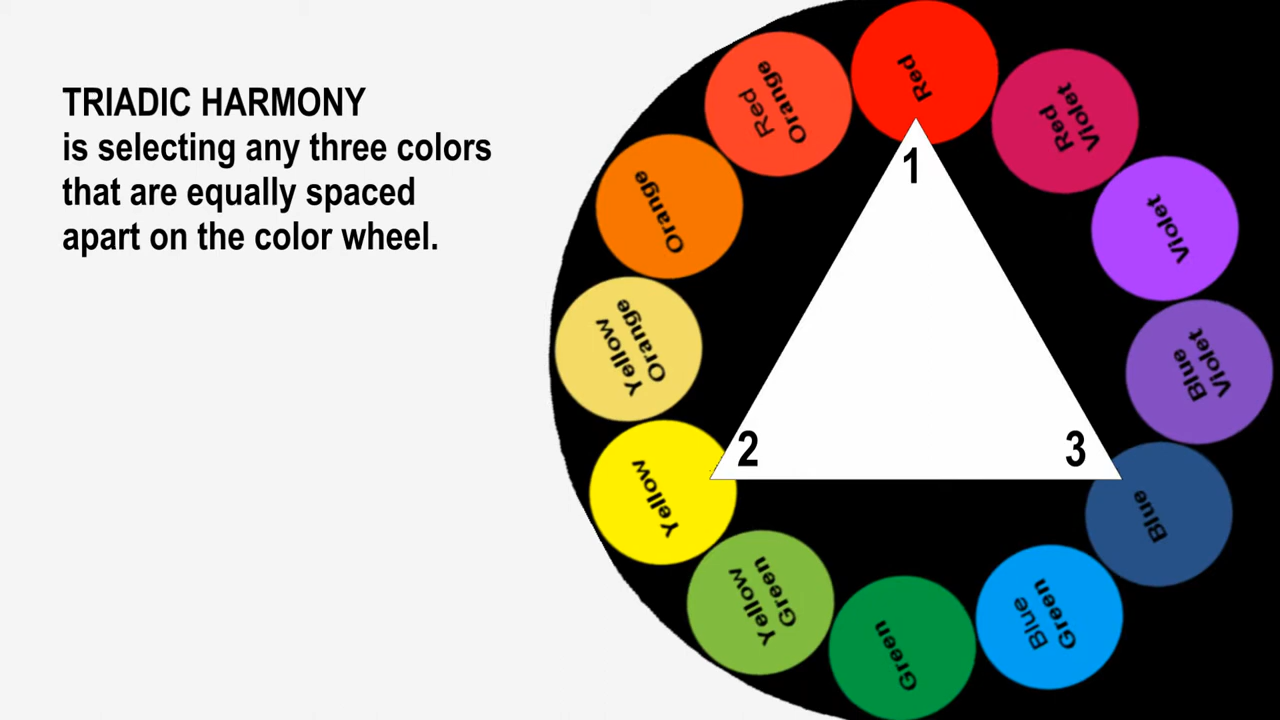 TRIADIC HARMONY
is selecting any three colors
that are equally spaced
apart on the color wheel.
Red
Red
Violet
Violet
Blue
Violet
Blue
Blue
Green
Green
Yellow
Green
Yellow
Yellow
Orange
Orange
Red
Orange
1
2
3